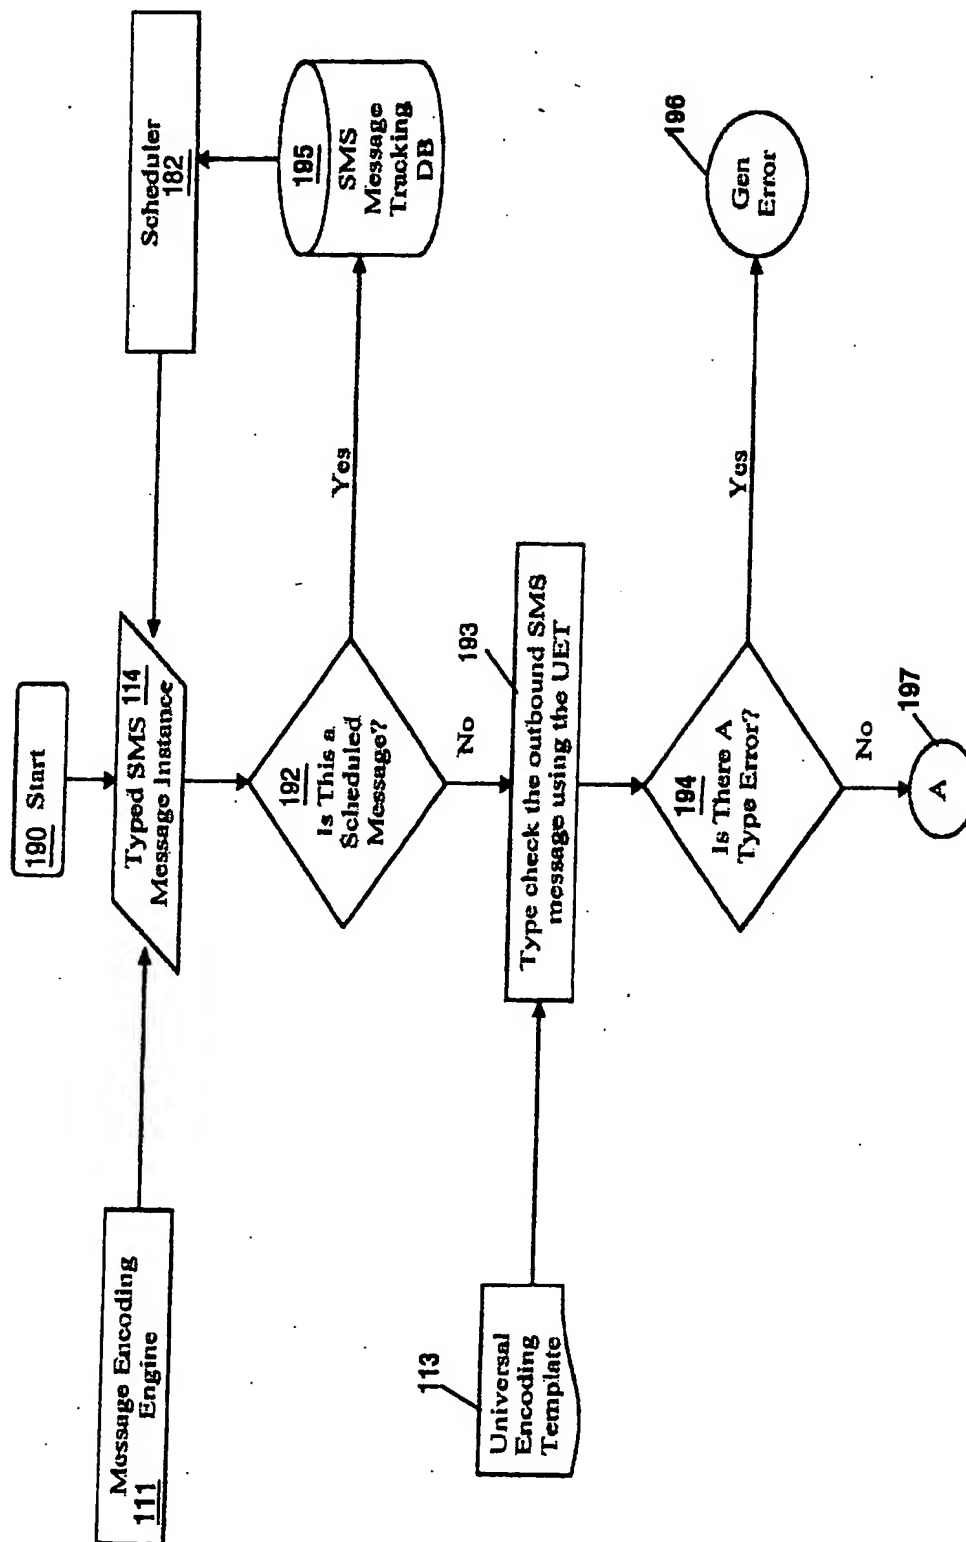 190 Start
Message Encoding
Engine
111
Typed SMS 114
Message Instance
Scheduler
182
192
Is This a
Scheduled
Message?
Yes
195
SMS
Message
Tracking
DB
No
113
Universal
Encoding
Template
193
Type check the outbound SMS
message using the UET
194
Is There A
Type Error?
Yes
196
Gen
Error
No
197
A